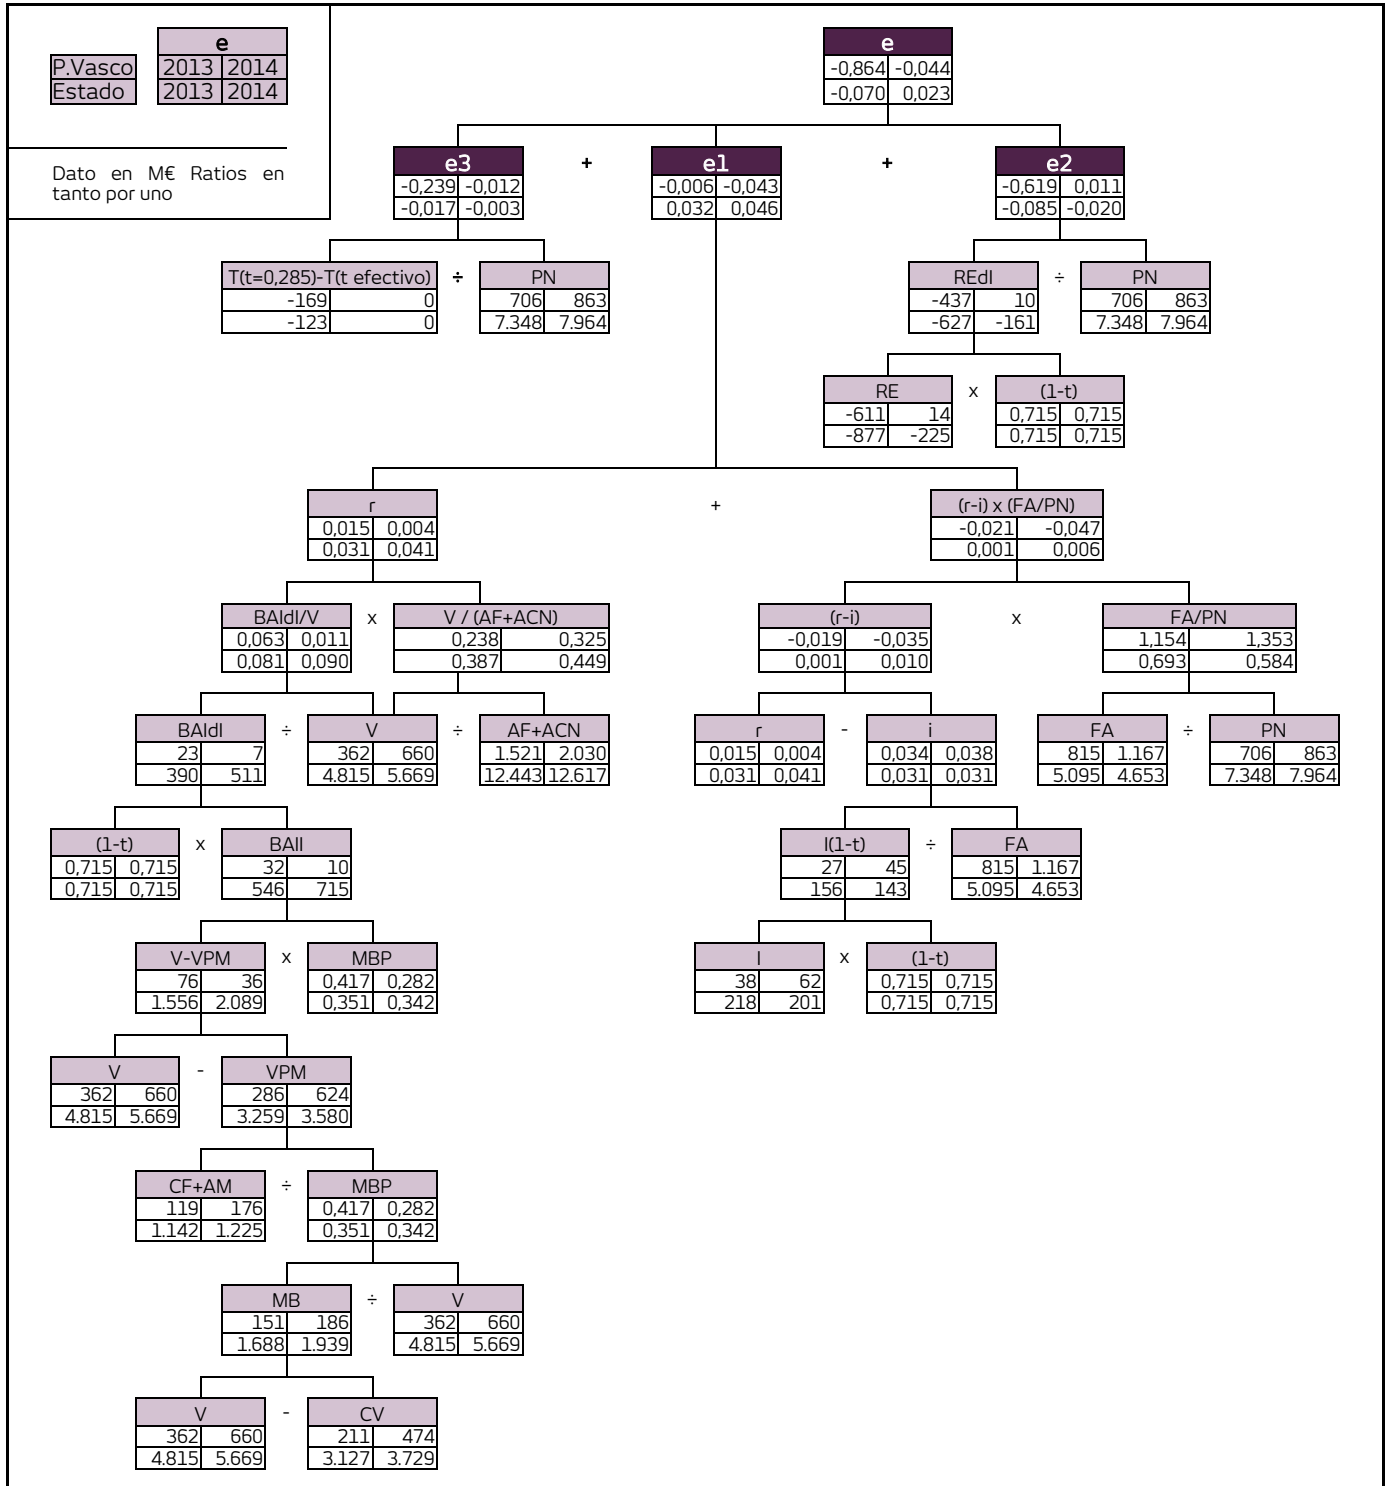 e
P.Vasco 2013 2014
Estado 2013 2014
Dato en M€ Ratios en
tanto por uno
e
-0,864 -0,044
-0,070 0,023
e3 + e1 + e2
-0,239 -0,012 -0,006 -0,043 -0,619 0,011
-0,017 -0,003 0,032 0,046 -0,085 -0,020
T(t=0,285)-T(t efectivo) ÷ PN REdI ÷ PN
-169 0 706 863 -437 10 706 863
-123 0 7.348 7.964 -627 -161 7.348 7.964
RE x (1-t)
-611 14 0,715 0,715
-877 -225 0,715 0,715
r + (r-i) x (FA/PN)
0,015 0,004 -0,021 -0,047
0,031 0,041 0,001 0,006
BAIdI/V x V / (AF+ACN) (r-i) x FA/PN
0,063 0,011 0,238 0,325 -0,019 -0,035 1,154 1,353
0,081 0,090 0,387 0,449 0,001 0,010 0,693 0,584
BAIdI ÷ V ÷ AF+ACN r - i FA ÷ PN
23 7 362 660 1.521 2.030 0,015 0,004 0,034 0,038 815 1.167 706 863
390 511 4.815 5.669 12.443 12.617 0,031 0,041 0,031 0,031 5.095 4.653 7.348 7.964
(1-t) x BAII I(1-t) ÷ FA
0,715 0,715 32 10 27 45 815 1.167
0,715 0,715 546 715 156 143 5.095 4.653
V-VPM x MBP I x (1-t)
76 36 0,417 0,282 38 62 0,715 0,715
1.556 2.089 0,351 0,342 218 201 0,715 0,715
V - VPM
362 660 286 624
4.815 5.669 3.259 3.580
CF+AM ÷ MBP
119 176 0,417 0,282
1.142 1.225 0,351 0,342
MB ÷ V
151 186 362 660
1.688 1.939 4.815 5.669
V - CV
362 660 211 474
4.815 5.669 3.127 3.729